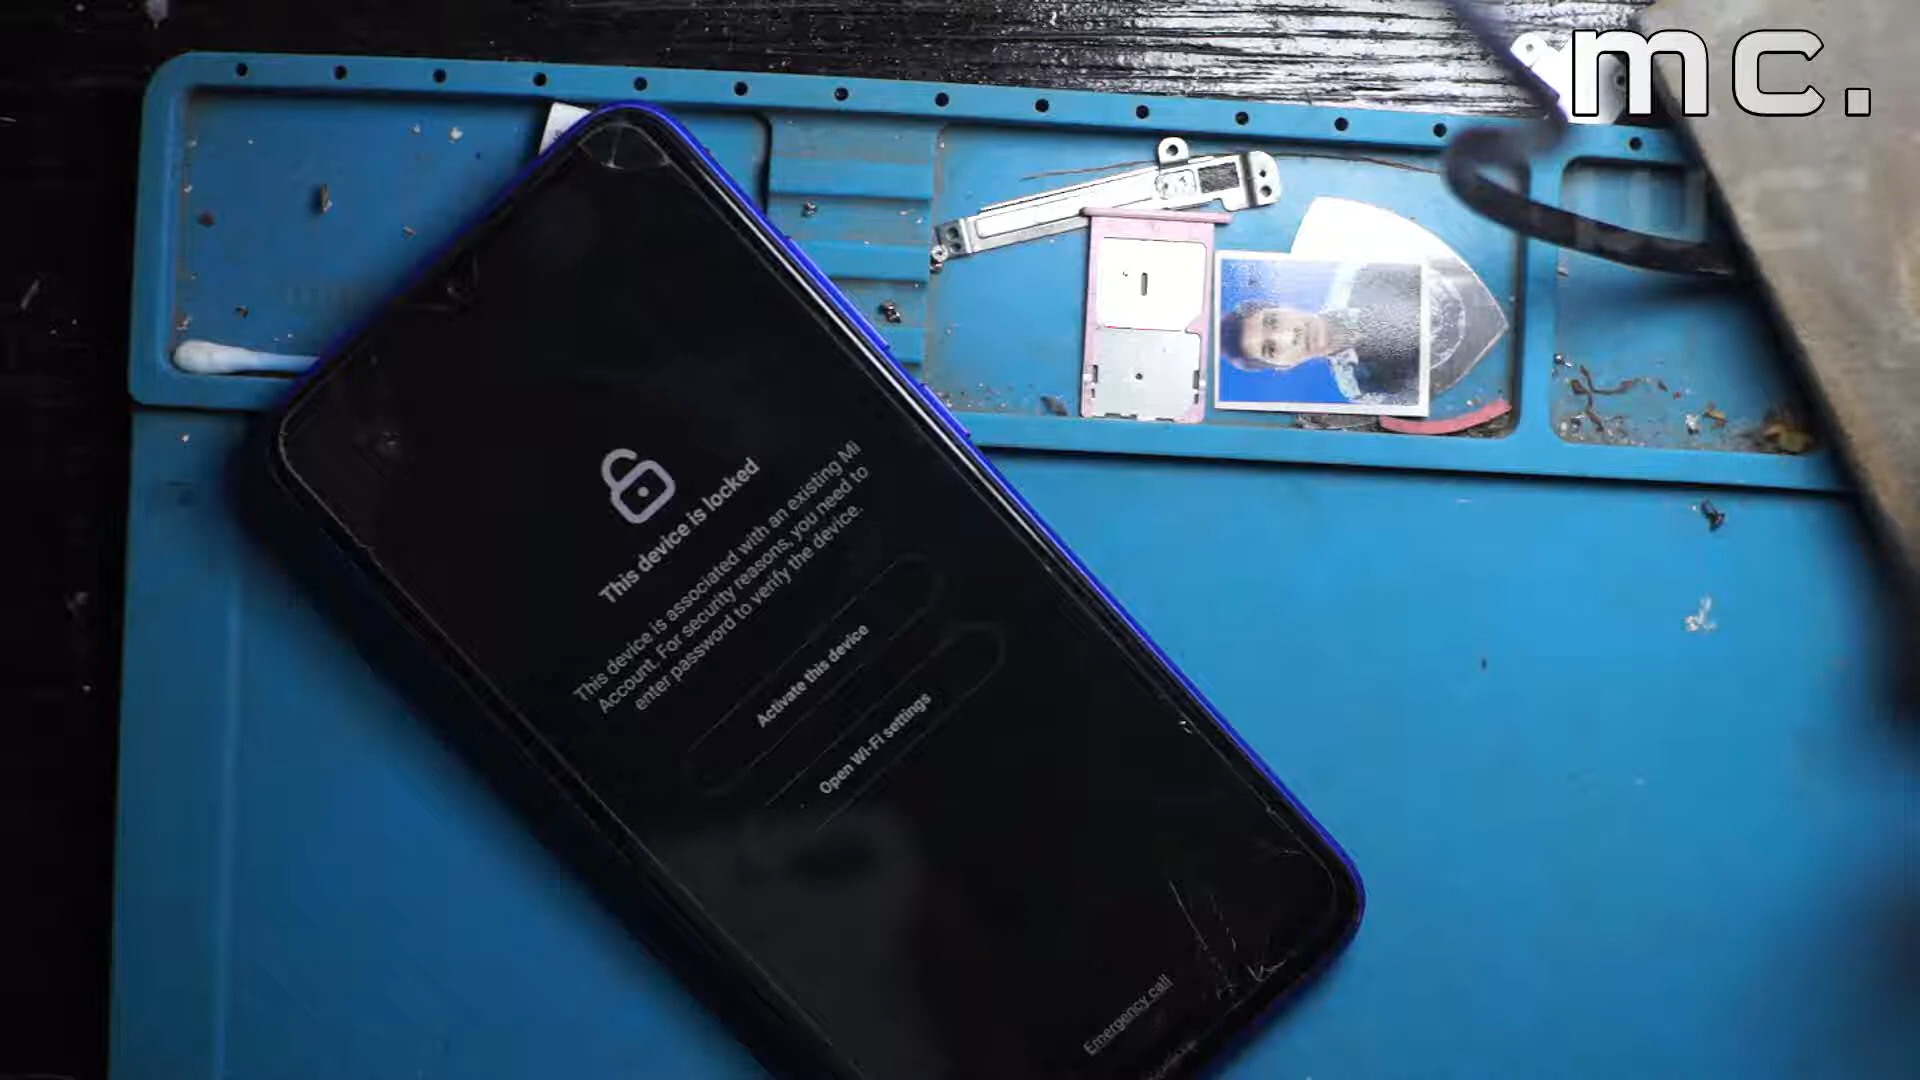 mc.
This device is locked
This device is associated with an existing Mi
Account. For security reasons, you need to
enter password to verify the device.
Activate this device
Open Wi-Fi settings
Emergency call